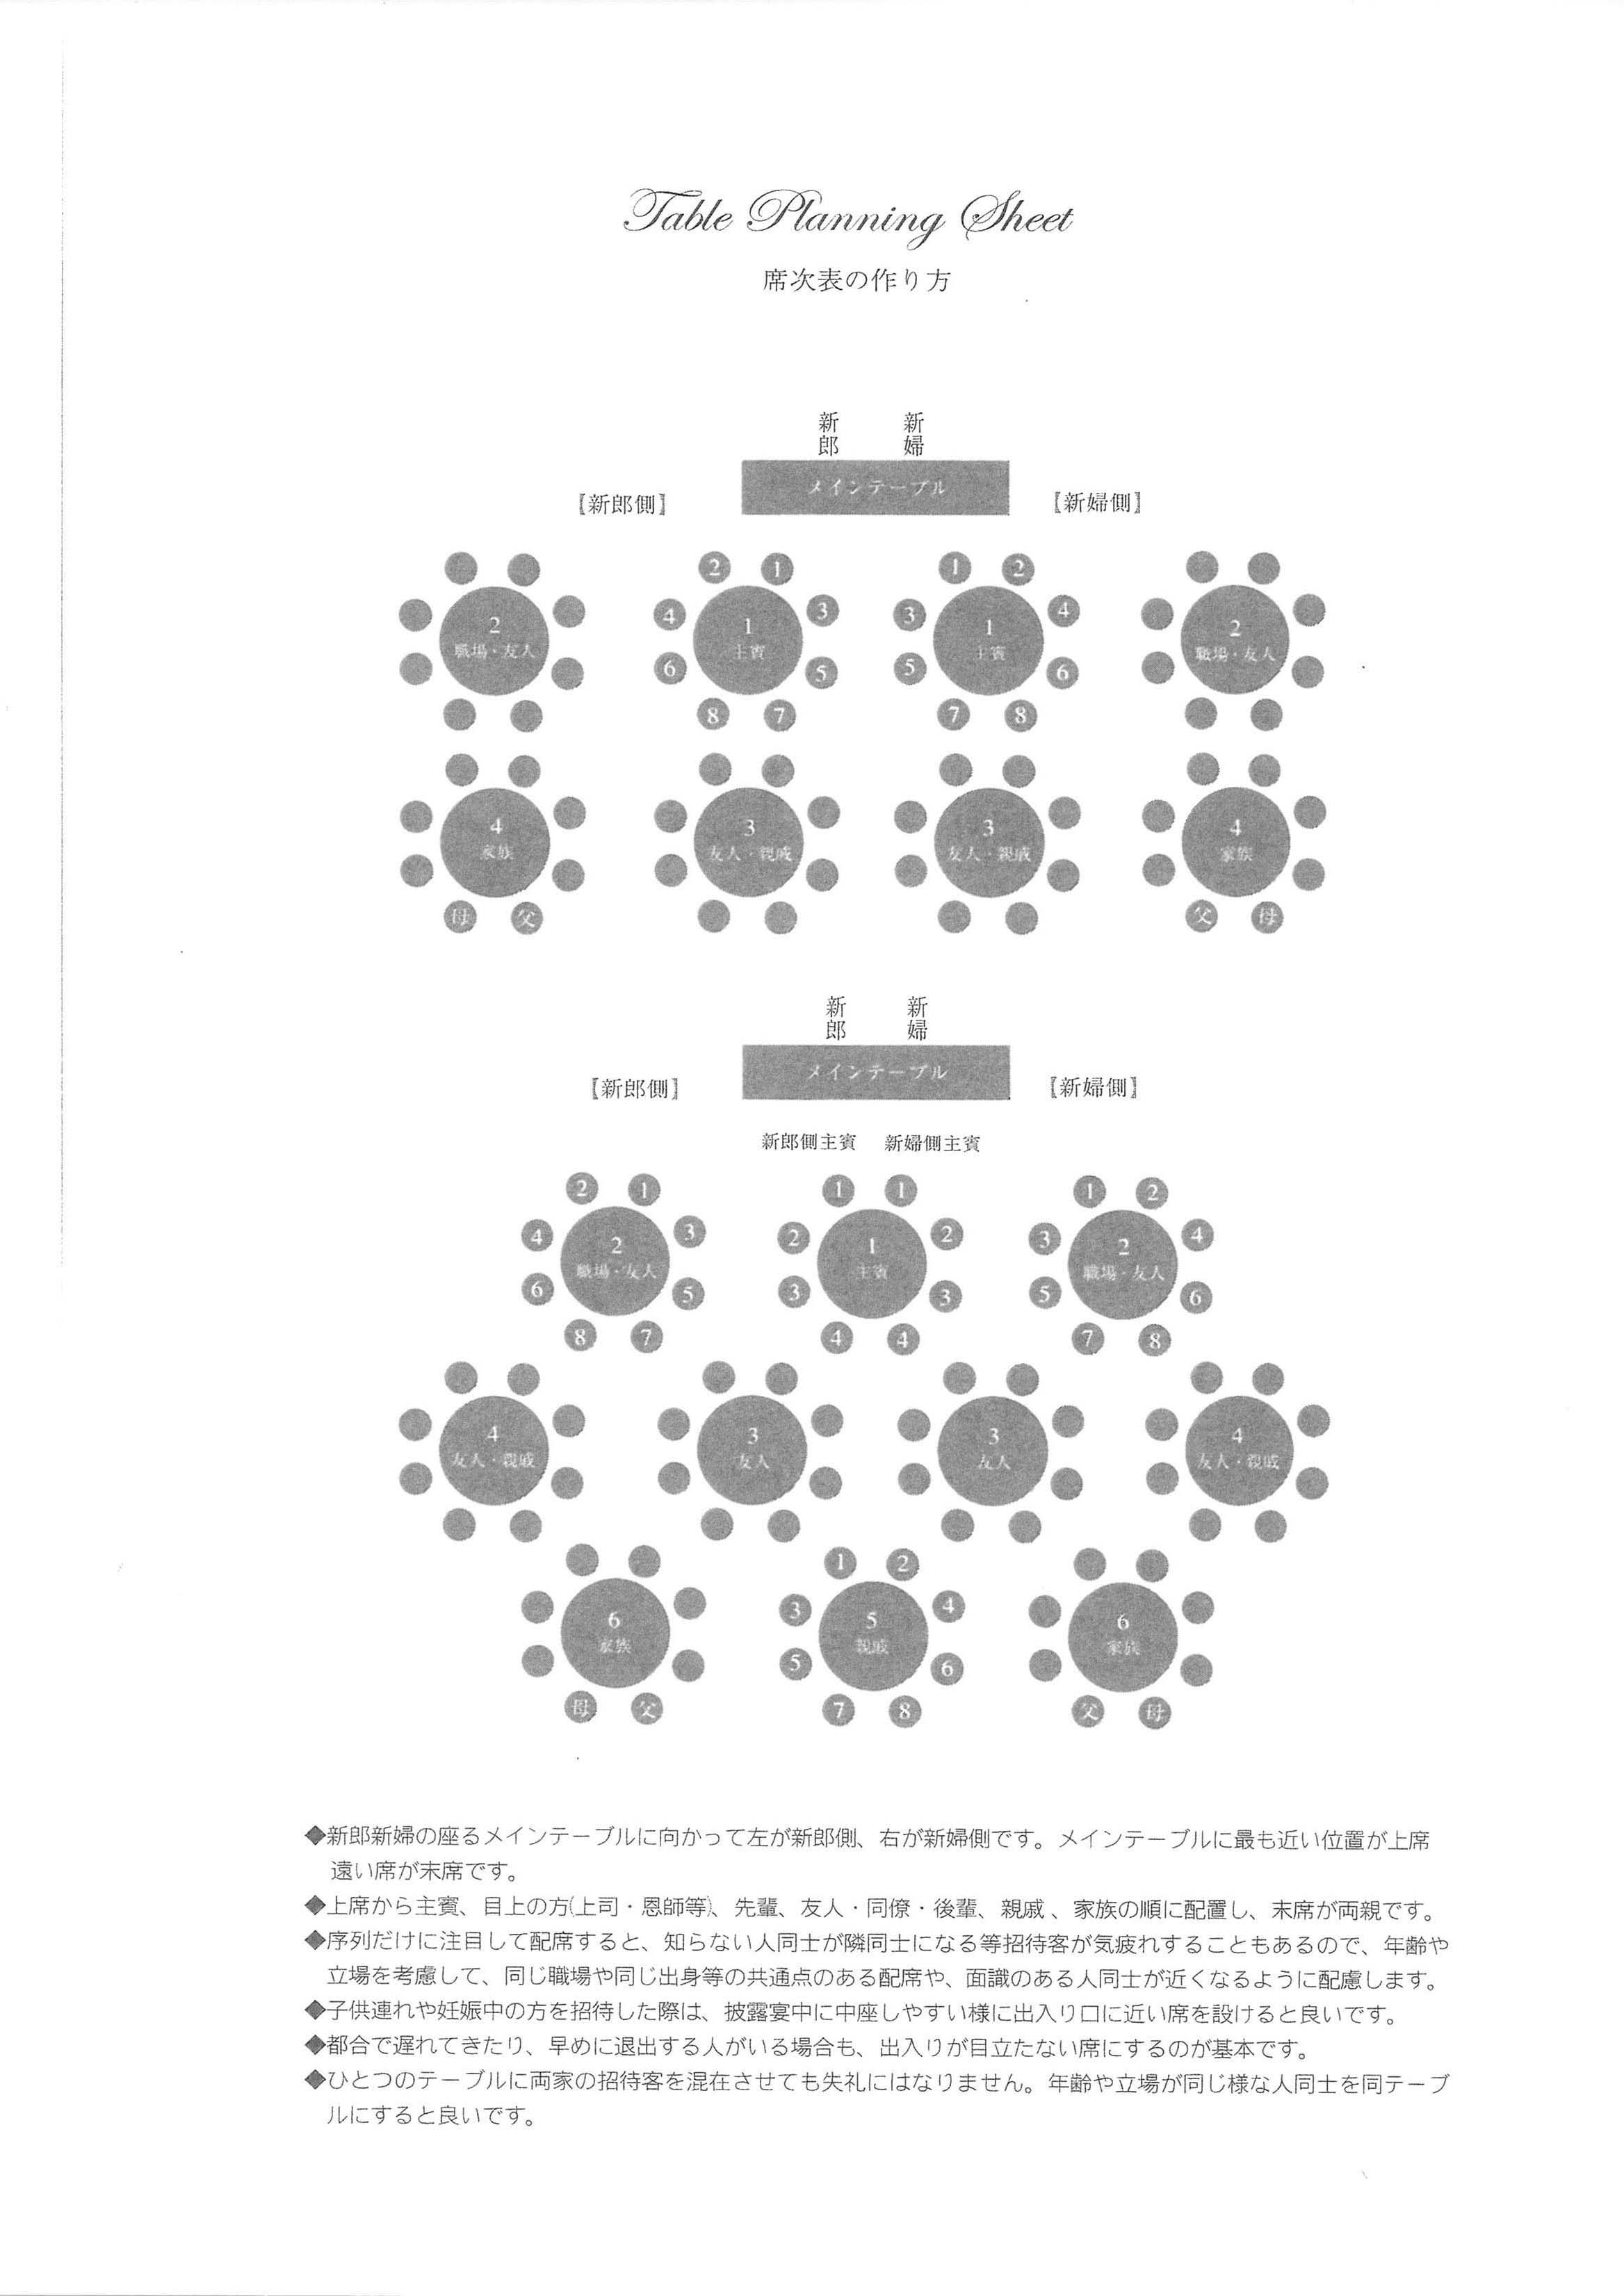 Table Planning Sheet
席次表の作り方
新郎 新婦
メインテーブル
【新郎側】 【新婦側】
2 1 1 2
2 職場・友人 4 1 主賓 3 3 1 主賓 4 2 職場・友人
6 5 5 6
8 7 7 8
4 家族 3 友人・親戚 3 友人・親戚 4 家族
母 父 父 母
新郎 新婦
メインテーブル
【新郎側】 【新婦側】
新郎側主賓 新婦側主賓
2 1 1 1 1 2
4 2 職場・友人 3 2 1 主賓 2 3 2 職場・友人 4
6 5 3 3 5 6
8 7 4 4 7 8
4 友人・親戚 3 友人 3 友人 4 友人・親戚
1 2
6 家族 3 5 親戚 4 6 家族
5 6
母 父 7 8 父 母
◆新郎新婦の座るメインテーブルに向かって左が新郎側、右が新婦側です。メインテーブルに最も近い位置が上席
遠い席が末席です。
◆上席から主賓、目上の方(上司・恩師等)、先輩、友人・同僚・後輩、親戚、家族の順に配置し、末席が両親です。
◆序列だけに注目して配席すると、知らない人同士が隣同士になる等招待客が気疲れすることもあるので、年齢や
立場を考慮して、同じ職場や同じ出身等の共通点のある配席や、面識のある人同士が近くなるように配慮します。
◆子供連れや妊娠中の方を招待した際は、披露宴中に中座しやすい様に出入り口に近い席を設けると良いです。
◆都合で遅れてきたり、早めに退出する人がいる場合も、出入りが目立たない席にするのが基本です。
◆ひとつのテーブルに両家の招待客を混在させても失礼にはなりません。年齢や立場が同じ様な人同士を同テーブ
ルにすると良いです。